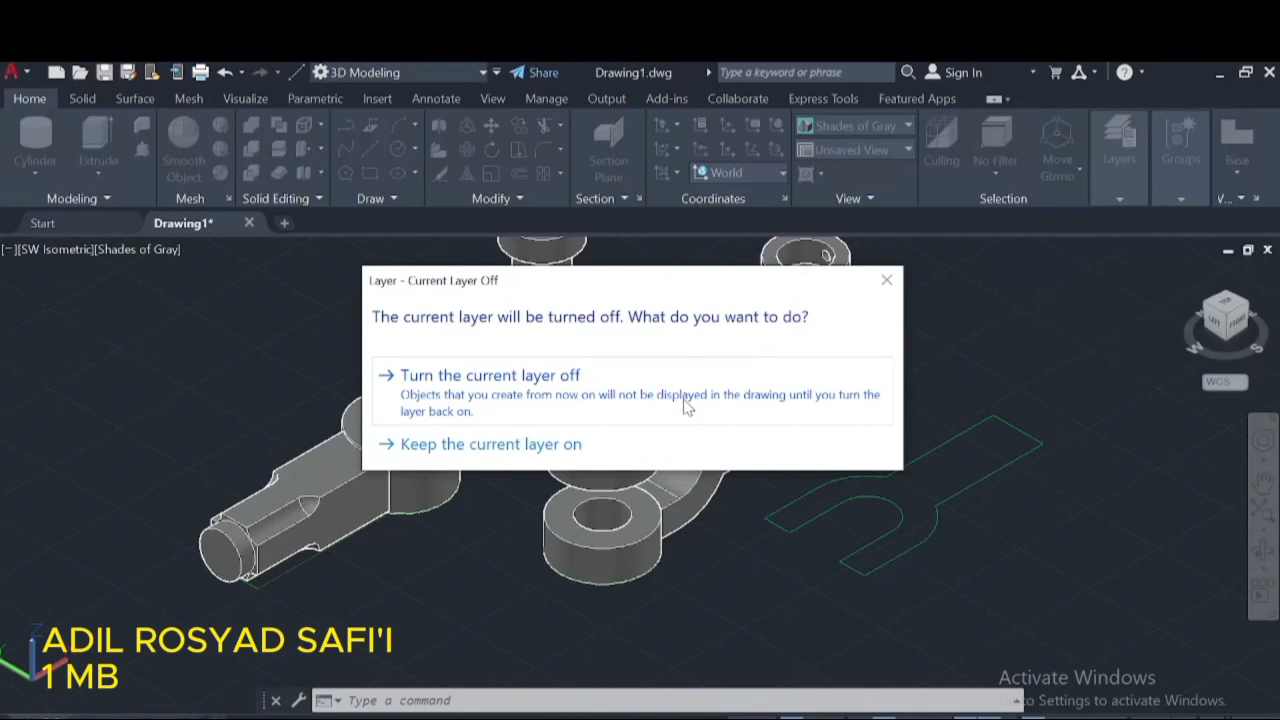 3D Modeling
Share
Drawing1.dwg
Type a keyword or phrase
Sign In
Home Solid Surface Mesh Visualize Parametric Insert Annotate View Manage Output Add-ins Collaborate Express Tools Featured Apps
Shades of Gray
Cylinder Extrude Smooth Object Section Plane Unsaved View Culling No Filter Move Gizmo Layers Groups Base
World
Modeling Mesh Solid Editing Draw Modify Section Coordinates View Selection V...
Start Drawing1*
[−][SW Isometric][Shades of Gray]
Layer - Current Layer Off
The current layer will be turned off. What do you want to do?
Turn the current layer off
Objects that you create from now on will not be displayed in the drawing until you turn the
layer back on.
Keep the current layer on
TOP
LEFT FRONT
W S
WCS
Z
ADIL ROSYAD SAFI'I
1 MB
Activate Windows
to Settings to activate Windows.
Type a command